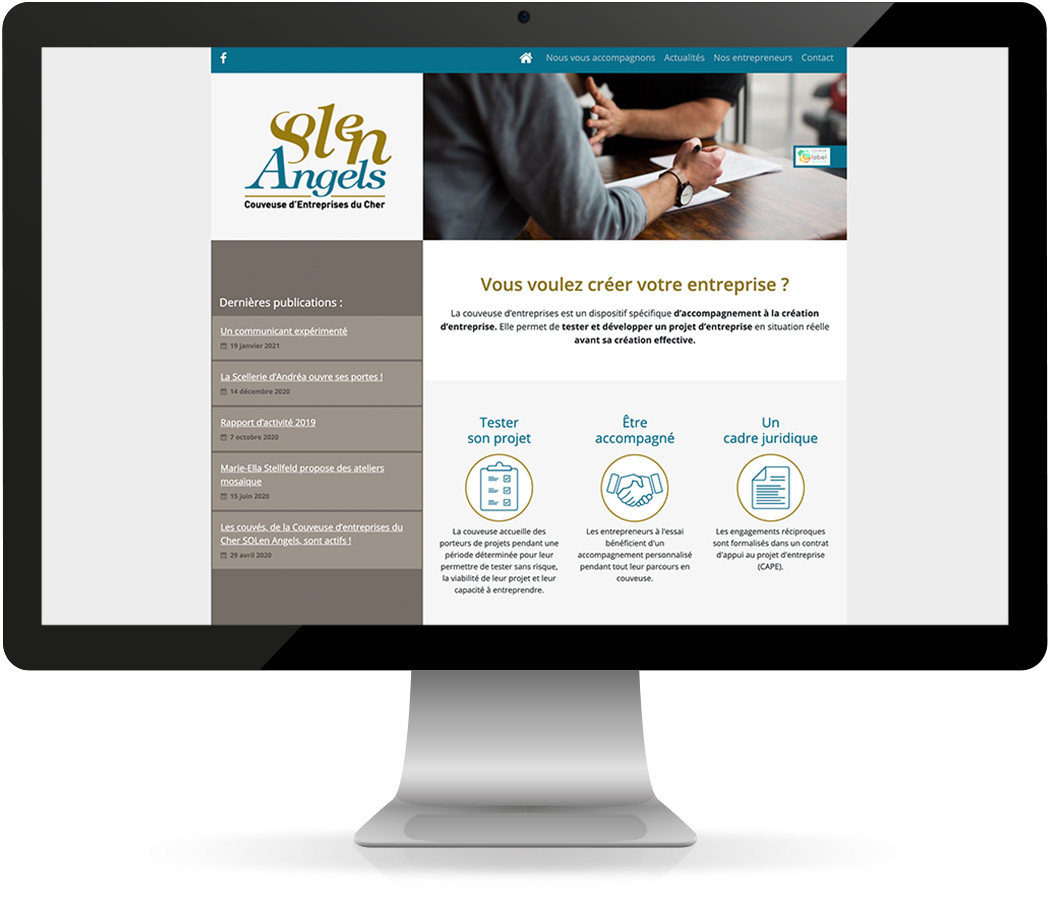 Nous vous accompagnons Actualités Nos entrepreneurs Contact
SOLen
Angels
Couveuse d'Entreprises du Cher
label
Dernières publications :
Un communicant expérimenté
19 janvier 2021
La Scellerie d'Andréa ouvre ses portes !
14 décembre 2020
Rapport d'activité 2019
7 octobre 2020
Marie-Ella Stellfeld propose des ateliers
mosaïque
15 juin 2020
Les couvés, de la Couveuse d'entreprises du
Cher SOLen Angels, sont actifs !
29 avril 2020
Vous voulez créer votre entreprise ?
La couveuse d'entreprises est un dispositif spécifique d'accompagnement à la création
d'entreprise. Elle permet de tester et développer un projet d'entreprise en situation réelle
avant sa création effective.
Tester
son projet
La couveuse accueille des
porteurs de projets pendant une
période déterminée pour leur
permettre de tester sans risque,
la viabilité de leur projet et leur
capacité à entreprendre.
Être
accompagné
Les entrepreneurs à l'essai
bénéficient d'un
accompagnement personnalisé
pendant tout leur parcours en
couveuse.
Un
cadre juridique
Les engagements réciproques
sont formalisés dans un contrat
d'appui au projet d'entreprise
(CAPE).